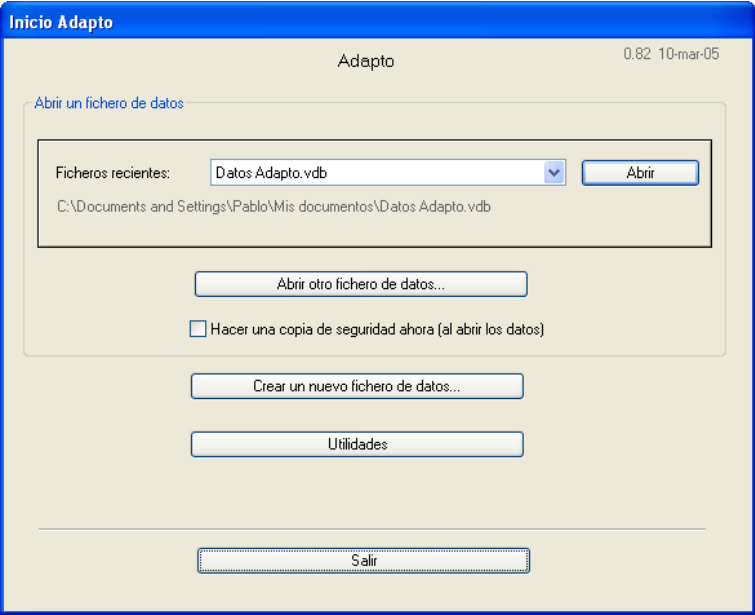 Inicio Adapto
Adapto
0.82 10-mar-05
Abrir un fichero de datos
Ficheros recientes:
Datos Adapto.vdb
Abrir
C:\Documents and Settings\Pablo\Mis documentos\Datos Adapto.vdb
Abrir otro fichero de datos...
Hacer una copia de seguridad ahora (al abrir los datos)
Crear un nuevo fichero de datos...
Utilidades
Salir